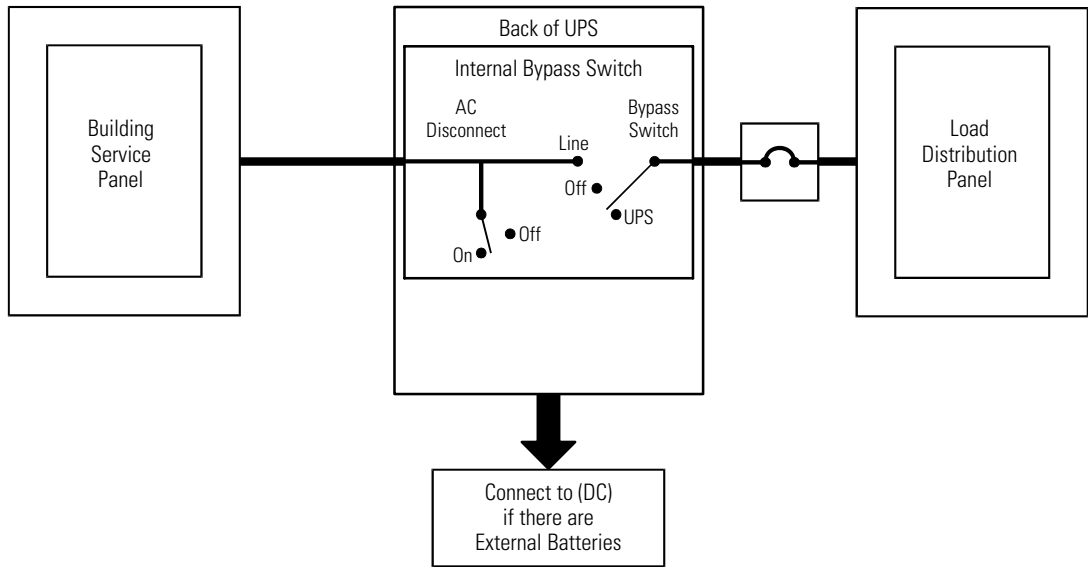 Building
Service
Panel
Back of UPS
Internal Bypass Switch
AC
Disconnect
Bypass
Switch
Line
Off
UPS
Off
On
Load
Distribution
Panel
Connect to (DC)
if there are
External Batteries